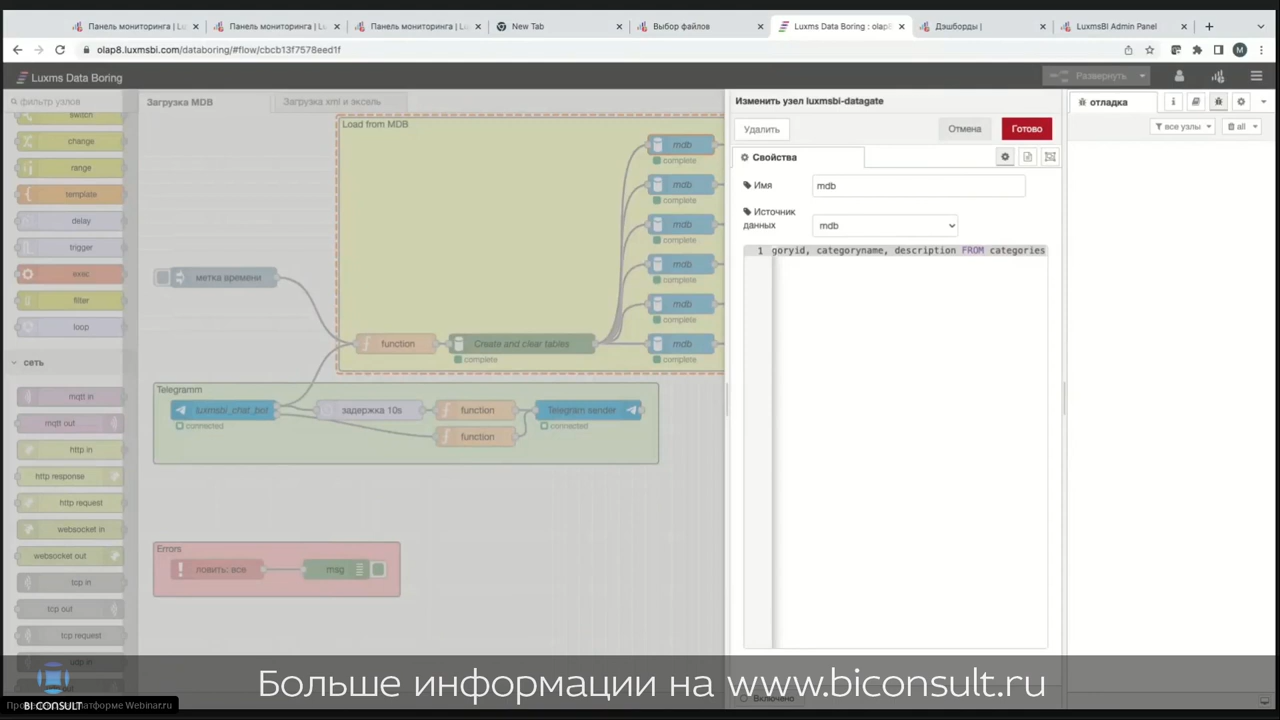 Панель мониторинга | Lu
Панель мониторинга | Lux
Панель мониторинга | Lu
New Tab
Выбор файлов
Luxms Data Boring : olap8
Дэшборды |
LuxmsBI Admin Panel
olap8.luxmsbi.com/databoring/#flow/cbcb13f7578eed1f
M
Luxms Data Boring
Развернуть
фильтр узлов
Загрузка MDB
Загрузка xml и эксель
Изменить узел luxmsbi-datagate
отладка
Удалить
Отмена
Готово
все узлы
all
Свойства
Имя
mdb
Источник
данных
mdb
1 goryid, categoryname, description FROM categories
switch
change
range
template
delay
trigger
exec
filter
loop
сеть
mqtt in
mqtt out
http in
http response
http request
websocket in
websocket out
tcp in
tcp out
tcp request
udp in
Load from MDB
mdb
complete
mdb
complete
mdb
complete
mdb
complete
mdb
complete
mdb
complete
метка времени
function
Create and clear tables
complete
Telegramm
luxmsbi_chat_bot
connected
задержка 10s
function
Telegram sender
connected
function
Errors
ловить: все
msg
Включено
Больше информации на www.biconsult.ru
BI CONSULT
платформе Webinar.ru